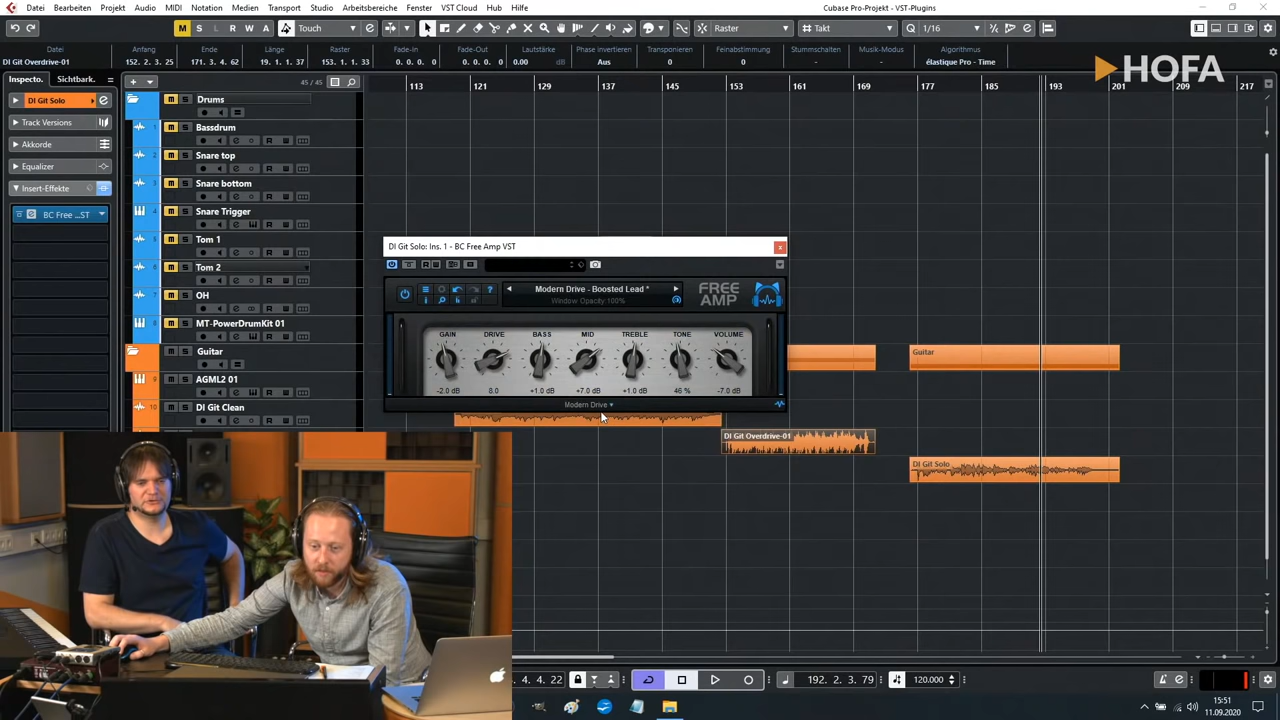 Cubase Pro-Projekt - VST-Plugins
Datei Bearbeiten Projekt Audio MIDI Notation Medien Transport Studio Arbeitsbereiche Fenster VST Cloud Hub Hilfe
M S L R W A Touch Raster Takt 1/16
Datei Anfang Ende Länge Raster Fade-In Fade-Out Lautstärke Phase invertieren Transponieren Feinabstimmung Stummschalten Musik-Modus Algorithmus
DI Git Overdrive-01 152. 2. 3. 35 171. 3. 4. 62 19. 1. 1. 37 153. 1. 1. 33 0. 0. 0. 0 0. 0. 0. 0 0.00 dB Aus 0 0 élastique Pro - Time
HOFA
Inspecto. Sichtbark.
45 / 45
113 121 129 137 145 153 161 169 177 185 193 201 209 217
DI Git Solo
Track Versions
Akkorde
Equalizer
Insert-Effekte
BC Free ...ST
Drums
1 Bassdrum
2 Snare top
3 Snare bottom
4 Snare Trigger
5 Tom 1
6 Tom 2
7 OH
8 MT-PowerDrumKit 01
Guitar
9 AGML2 01
10 DI Git Clean
DI Git Solo: Ins. 1 - BC Free Amp VST
Modern Drive - Boosted Lead *
Window Opacity:100%
FREE
AMP
GAIN DRIVE BASS MID TREBLE TONE VOLUME
-2.0 dB 8.0 +1.0 dB +7.0 dB +1.0 dB 46 % -7.0 dB
Modern Drive
Guitar
DI Git Overdrive-01
DI Git Solo
192. 2. 3. 79
120.000
15:51
11.09.2020